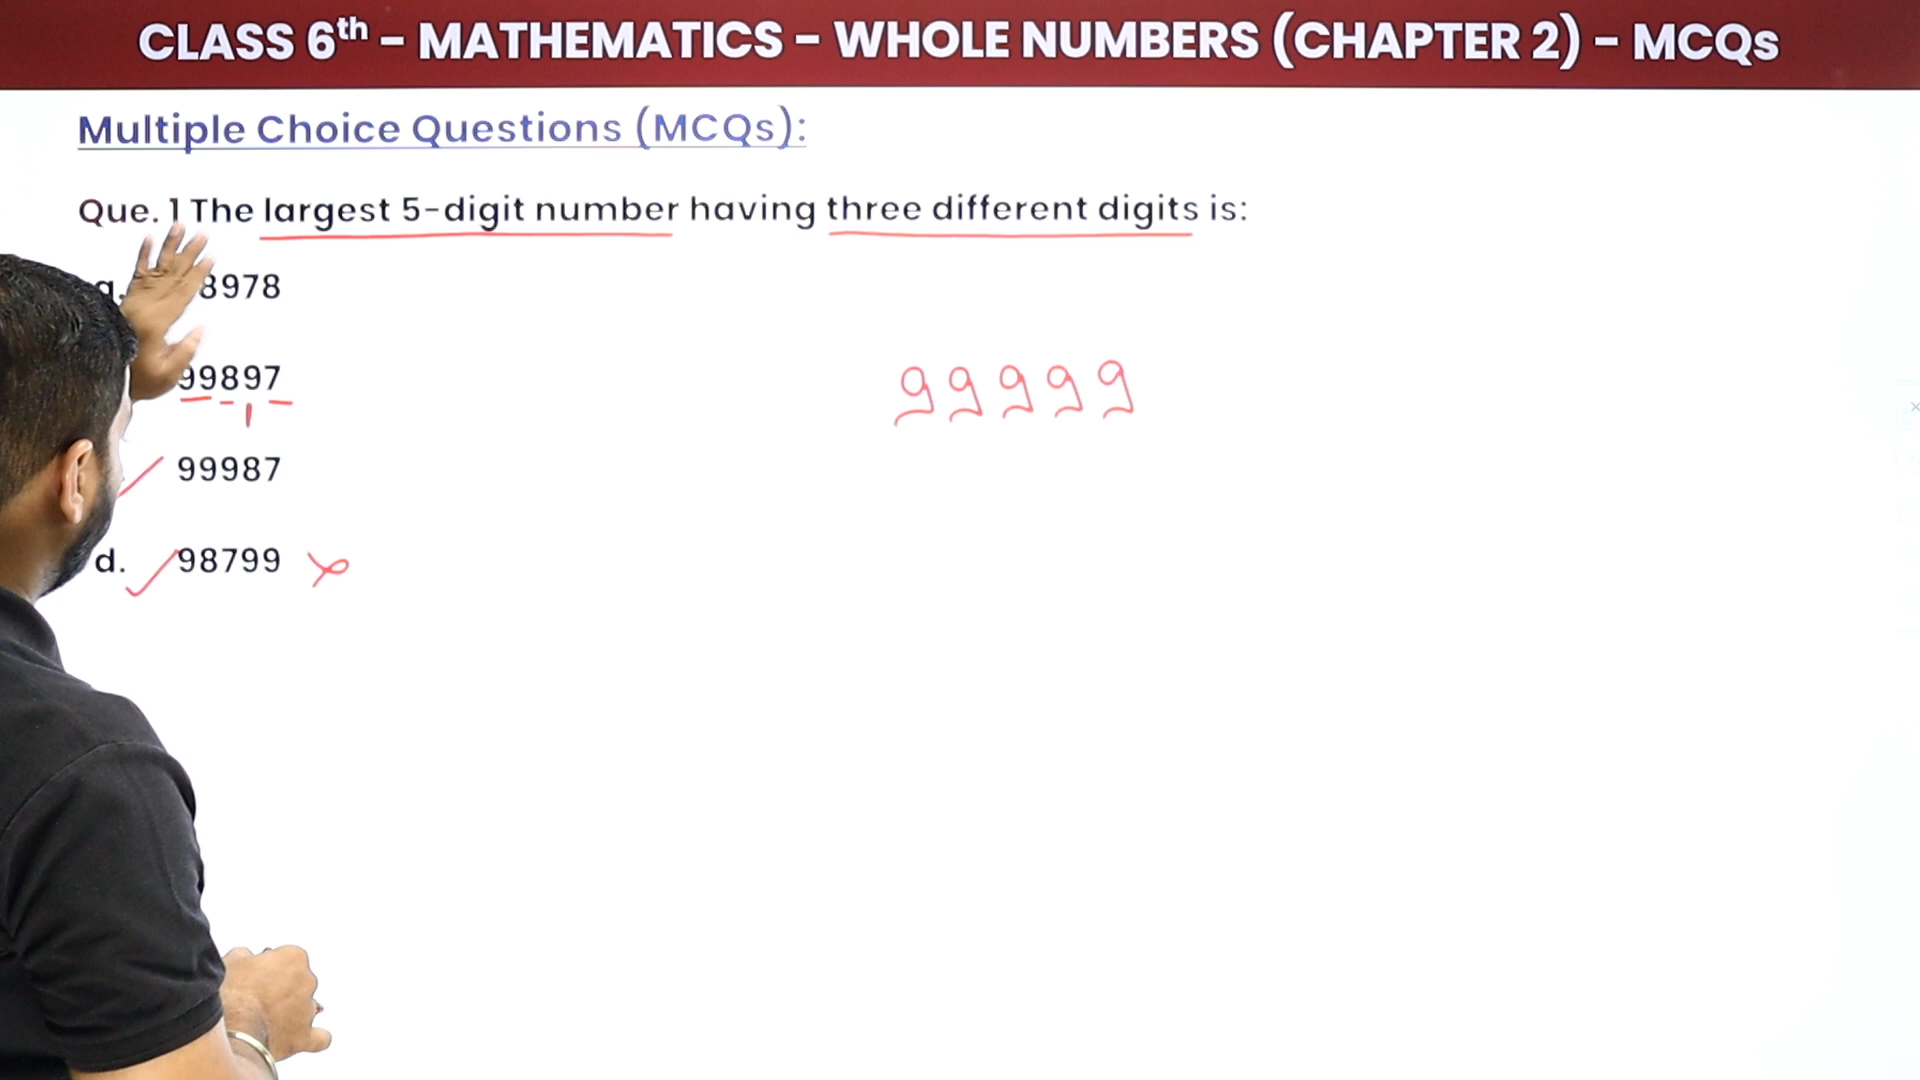 CLASS 6th - MATHEMATICS - WHOLE NUMBERS (CHAPTER 2) - MCQs
Multiple Choice Questions (MCQs):
Que. 1 The largest 5-digit number having three different digits is:
8978
99897
99999
99987
d. 98799